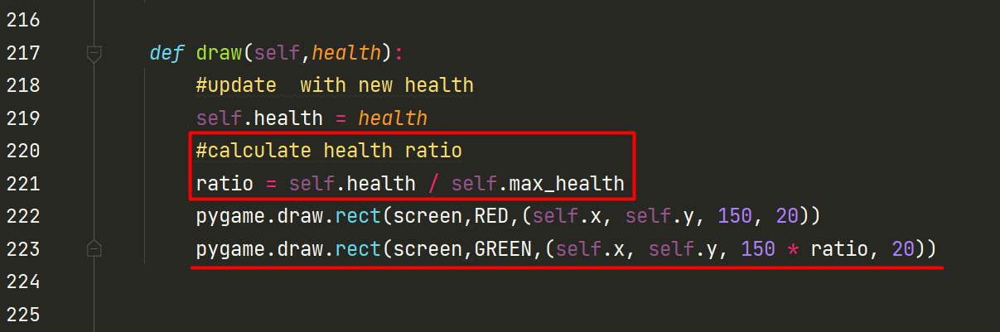 216
217 def draw(self,health):
218 #update  with new health
219 self.health = health
220 #calculate health ratio
221 ratio = self.health / self.max_health
222 pygame.draw.rect(screen,RED,(self.x, self.y, 150, 20))
223 pygame.draw.rect(screen,GREEN,(self.x, self.y, 150 * ratio, 20))
224
225